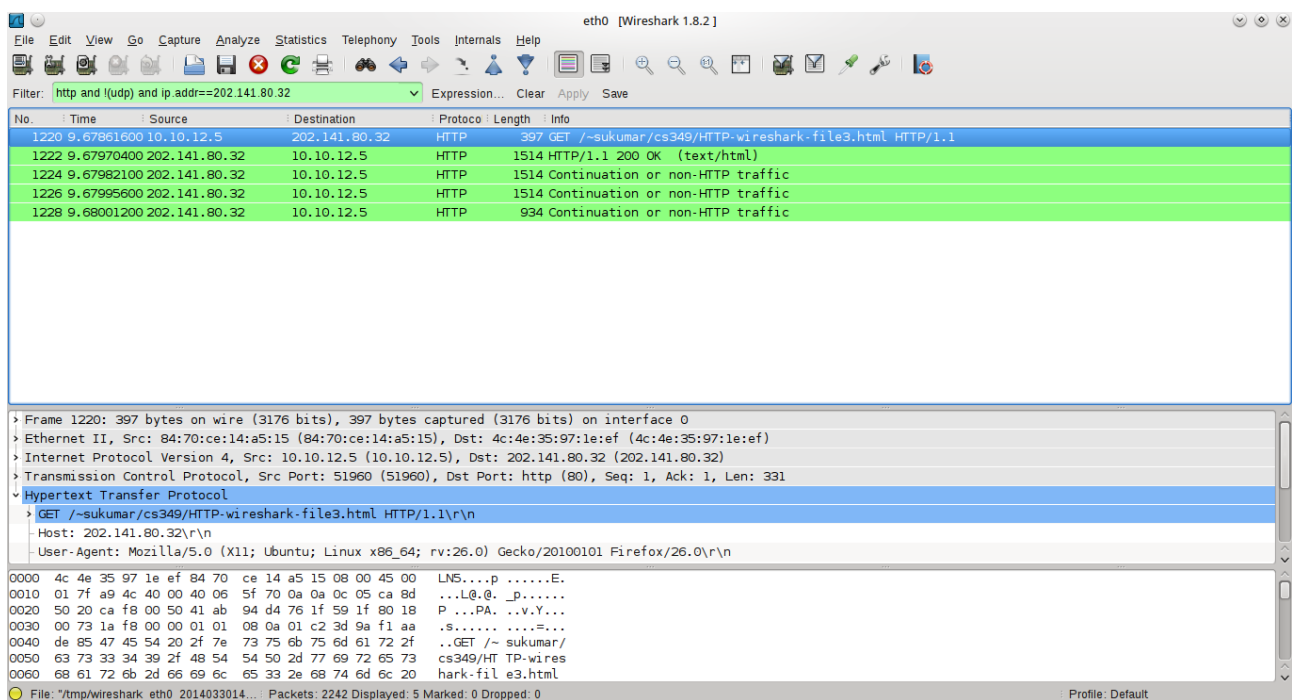 eth0 [Wireshark 1.8.2 ]
File Edit View Go Capture Analyze Statistics Telephony Tools Internals Help
Filter: http and !(udp) and ip.addr==202.141.80.32 Expression... Clear Apply Save
No. Time Source Destination Protoco Length Info
1220 9.67861600 10.10.12.5 202.141.80.32 HTTP 397 GET /~sukumar/cs349/HTTP-wireshark-file3.html HTTP/1.1
1222 9.67970400 202.141.80.32 10.10.12.5 HTTP 1514 HTTP/1.1 200 OK (text/html)
1224 9.67982100 202.141.80.32 10.10.12.5 HTTP 1514 Continuation or non-HTTP traffic
1226 9.67995600 202.141.80.32 10.10.12.5 HTTP 1514 Continuation or non-HTTP traffic
1228 9.68001200 202.141.80.32 10.10.12.5 HTTP 934 Continuation or non-HTTP traffic
Frame 1220: 397 bytes on wire (3176 bits), 397 bytes captured (3176 bits) on interface 0
Ethernet II, Src: 84:70:ce:14:a5:15 (84:70:ce:14:a5:15), Dst: 4c:4e:35:97:1e:ef (4c:4e:35:97:1e:ef)
Internet Protocol Version 4, Src: 10.10.12.5 (10.10.12.5), Dst: 202.141.80.32 (202.141.80.32)
Transmission Control Protocol, Src Port: 51960 (51960), Dst Port: http (80), Seq: 1, Ack: 1, Len: 331
Hypertext Transfer Protocol
GET /~sukumar/cs349/HTTP-wireshark-file3.html HTTP/1.1\r\n
Host: 202.141.80.32\r\n
User-Agent: Mozilla/5.0 (X11; Ubuntu; Linux x86_64; rv:26.0) Gecko/20100101 Firefox/26.0\r\n
0000 4c 4e 35 97 1e ef 84 70 ce 14 a5 15 08 00 45 00 LN5....p ......E.
0010 01 7f a9 4c 40 00 40 06 5f 70 0a 0a 0c 05 ca 8d ...L@.@. _p......
0020 50 20 ca f8 00 50 41 ab 94 d4 76 1f 59 1f 80 18 P ...PA. ..v.Y...
0030 00 73 1a f8 00 00 01 01 08 0a 01 c2 3d 9a f1 aa .s...... ....=...
0040 de 85 47 45 54 20 2f 7e 73 75 6b 75 6d 61 72 2f ..GET /~ sukumar/
0050 63 73 33 34 39 2f 48 54 54 50 2d 77 69 72 65 73 cs349/HT TP-wires
0060 68 61 72 6b 2d 66 69 6c 65 33 2e 68 74 6d 6c 20 hark-fil e3.html
File: "/tmp/wireshark_eth0_2014033014... Packets: 2242 Displayed: 5 Marked: 0 Dropped: 0 Profile: Default